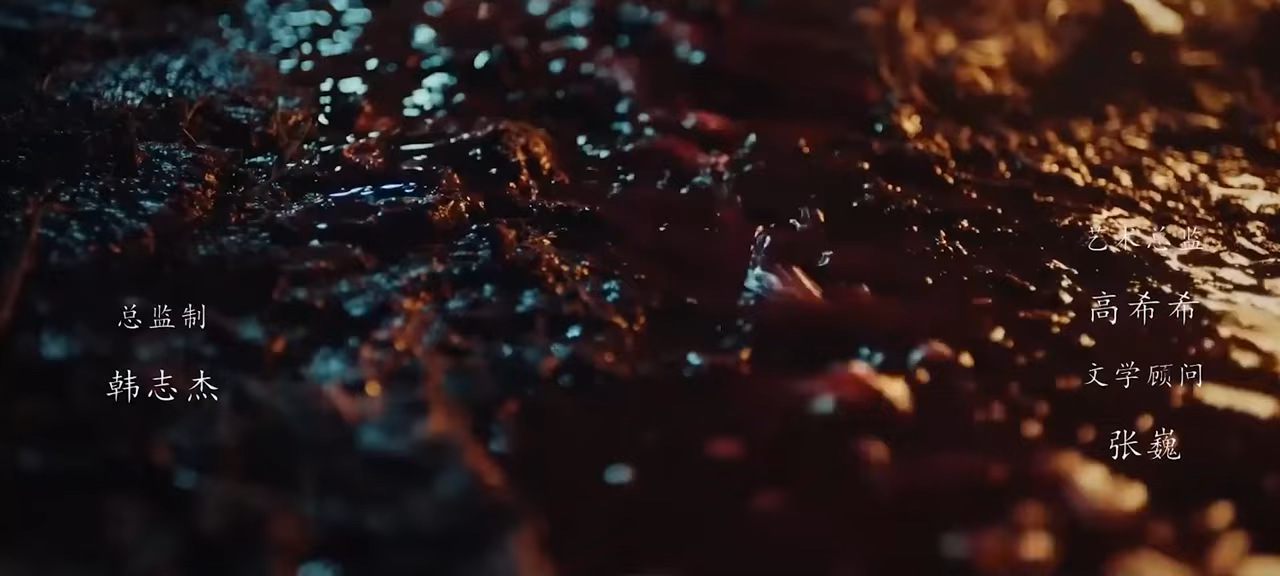 总监制
韩志杰
艺术总监
高希希
文学顾问
张巍